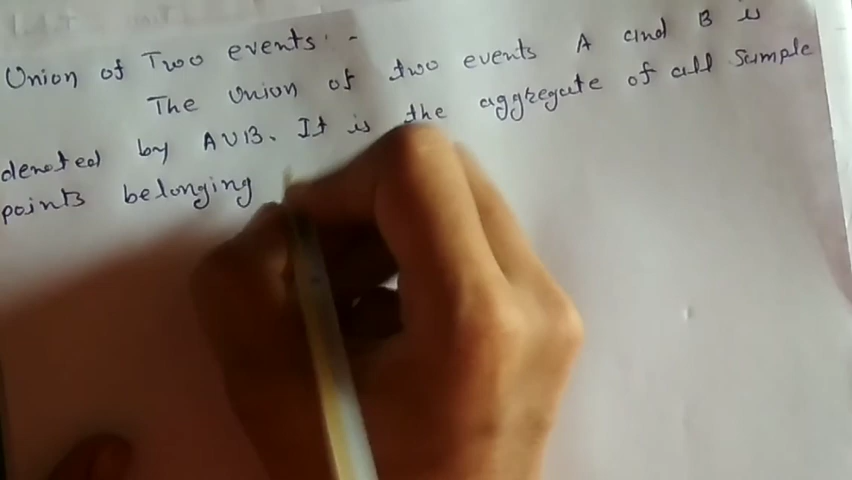 Union of Two events: -
The Union of two events A and B is
denoted by AUB. It is the aggregate of all sample
points belonging